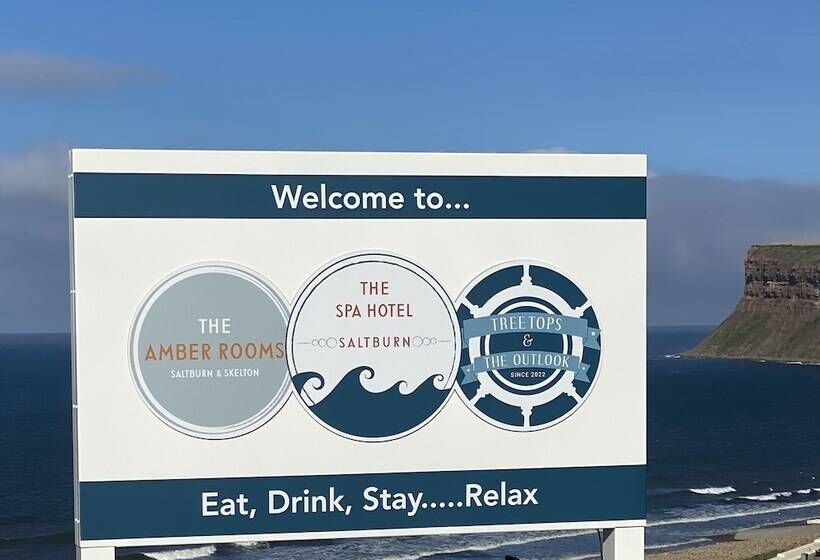 Welcome to...
THE
AMBER ROOMS
SALTBURN & SKELTON
THE
SPA HOTEL
SALTBURN
TREETOPS
&
THE OUTLOOK
SINCE 2022
Eat, Drink, Stay.....Relax